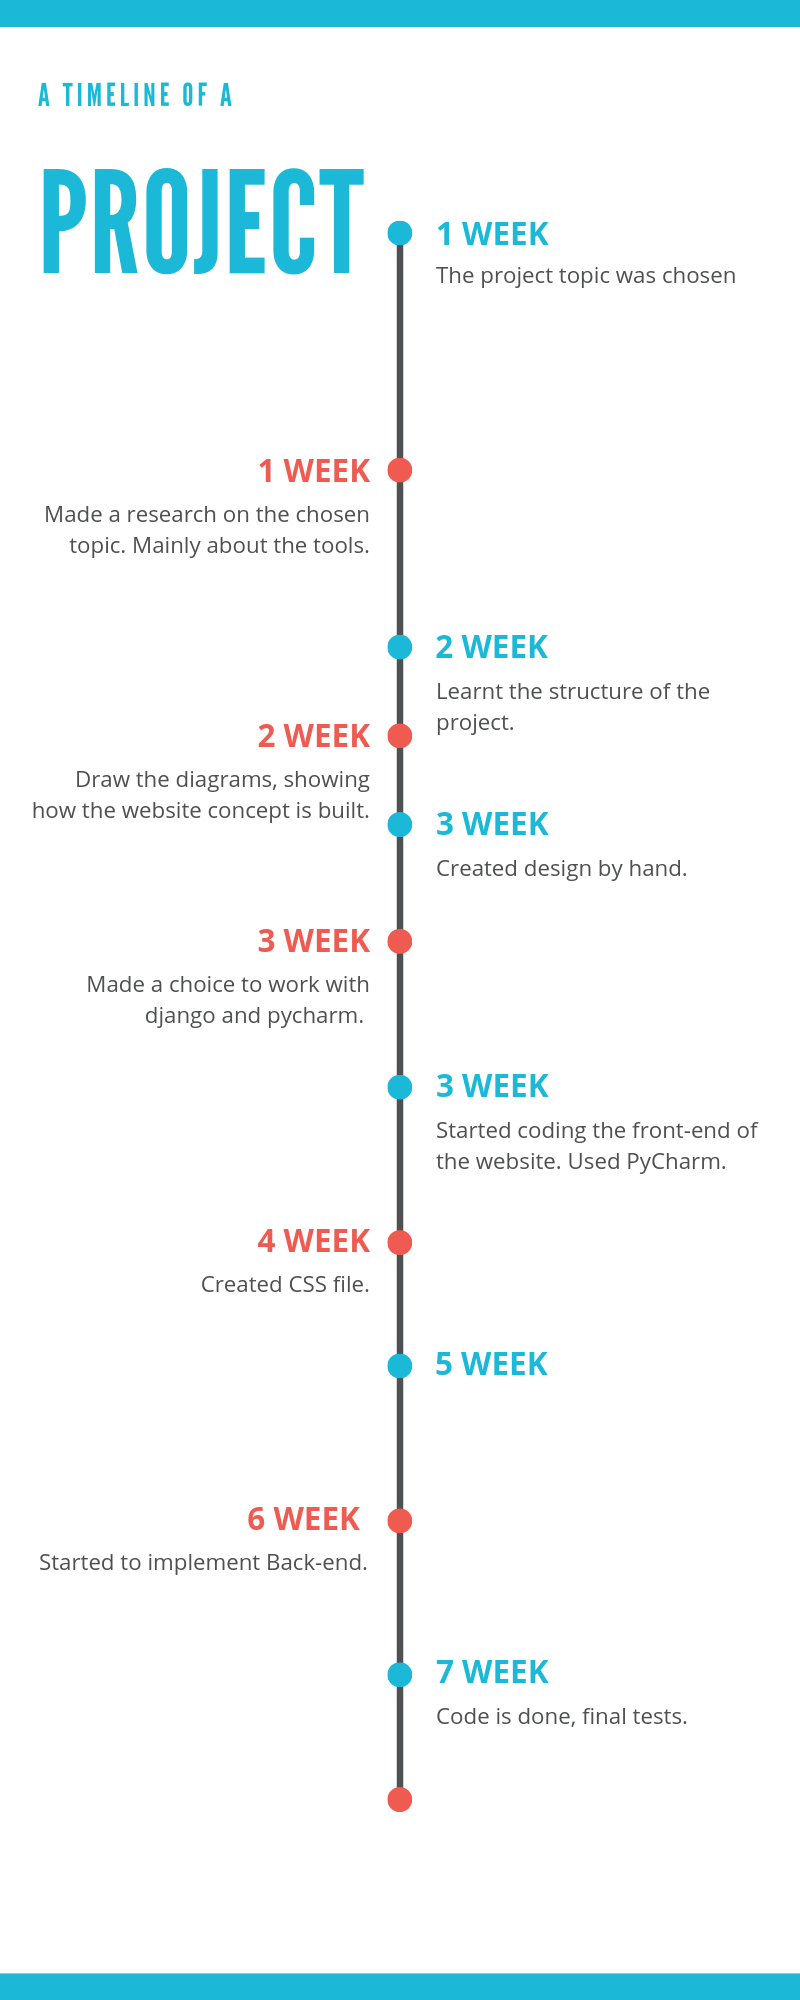 A TIMELINE OF A
PROJECT
1 WEEK
The project topic was chosen
1 WEEK
Made a research on the chosen
topic. Mainly about the tools.
2 WEEK
Learnt the structure of the
project.
2 WEEK
Draw the diagrams, showing
how the website concept is built.
3 WEEK
Created design by hand.
3 WEEK
Made a choice to work with
django and pycharm.
3 WEEK
Started coding the front-end of
the website. Used PyCharm.
4 WEEK
Created CSS file.
5 WEEK
6 WEEK
Started to implement Back-end.
7 WEEK
Code is done, final tests.